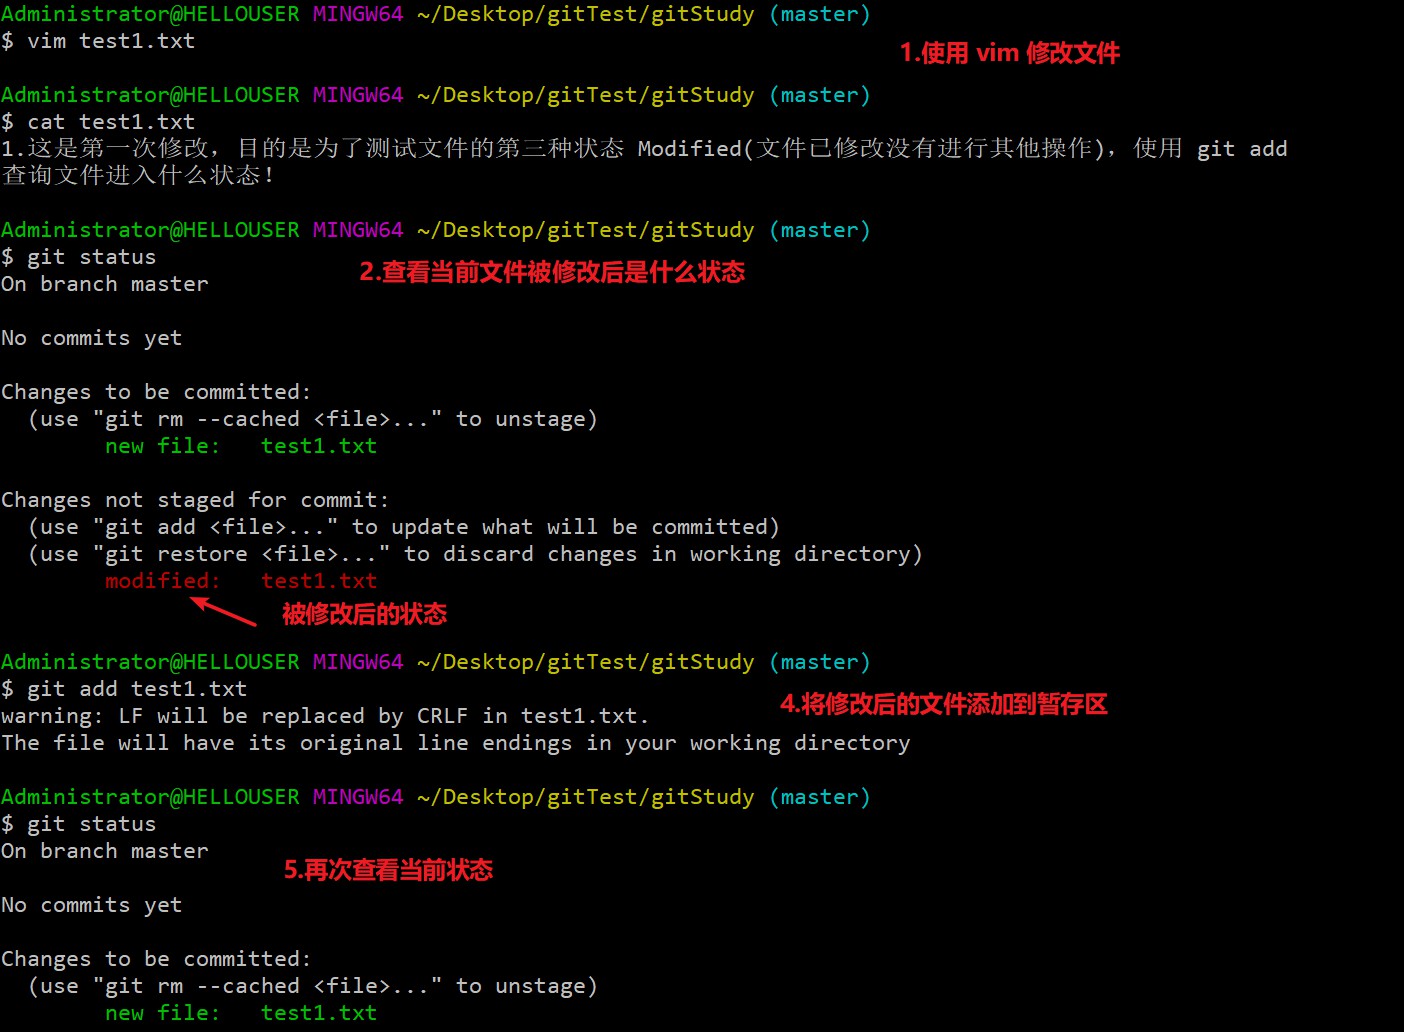 Administrator@HELLOUSER MINGW64 ~/Desktop/gitTest/gitStudy (master)
$ vim test1.txt
1.使用 vim 修改文件
Administrator@HELLOUSER MINGW64 ~/Desktop/gitTest/gitStudy (master)
$ cat test1.txt
1.这是第一次修改，目的是为了测试文件的第三种状态 Modified(文件已修改没有进行其他操作)，使用 git add
查询文件进入什么状态！
Administrator@HELLOUSER MINGW64 ~/Desktop/gitTest/gitStudy (master)
$ git status
2.查看当前文件被修改后是什么状态
On branch master
No commits yet
Changes to be committed:
(use "git rm --cached <file>..." to unstage)
new file:   test1.txt
Changes not staged for commit:
(use "git add <file>..." to update what will be committed)
(use "git restore <file>..." to discard changes in working directory)
modified:   test1.txt
被修改后的状态
Administrator@HELLOUSER MINGW64 ~/Desktop/gitTest/gitStudy (master)
$ git add test1.txt
4.将修改后的文件添加到暂存区
warning: LF will be replaced by CRLF in test1.txt.
The file will have its original line endings in your working directory
Administrator@HELLOUSER MINGW64 ~/Desktop/gitTest/gitStudy (master)
$ git status
On branch master
5.再次查看当前状态
No commits yet
Changes to be committed:
(use "git rm --cached <file>..." to unstage)
new file:   test1.txt